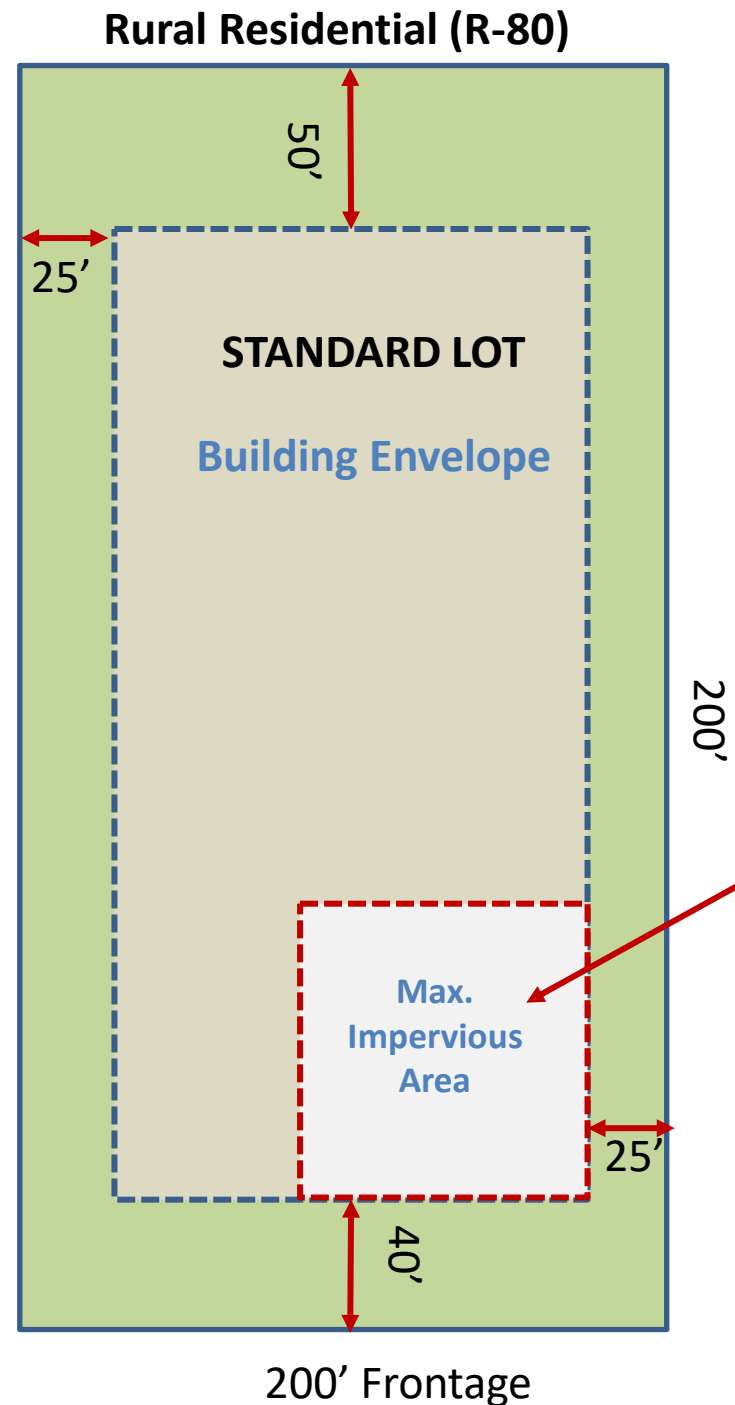 Rural Residential (R-80)
50’
25’
STANDARD LOT
Building Envelope
200’
Max.
Impervious
Area
25’
40’
200’ Frontage